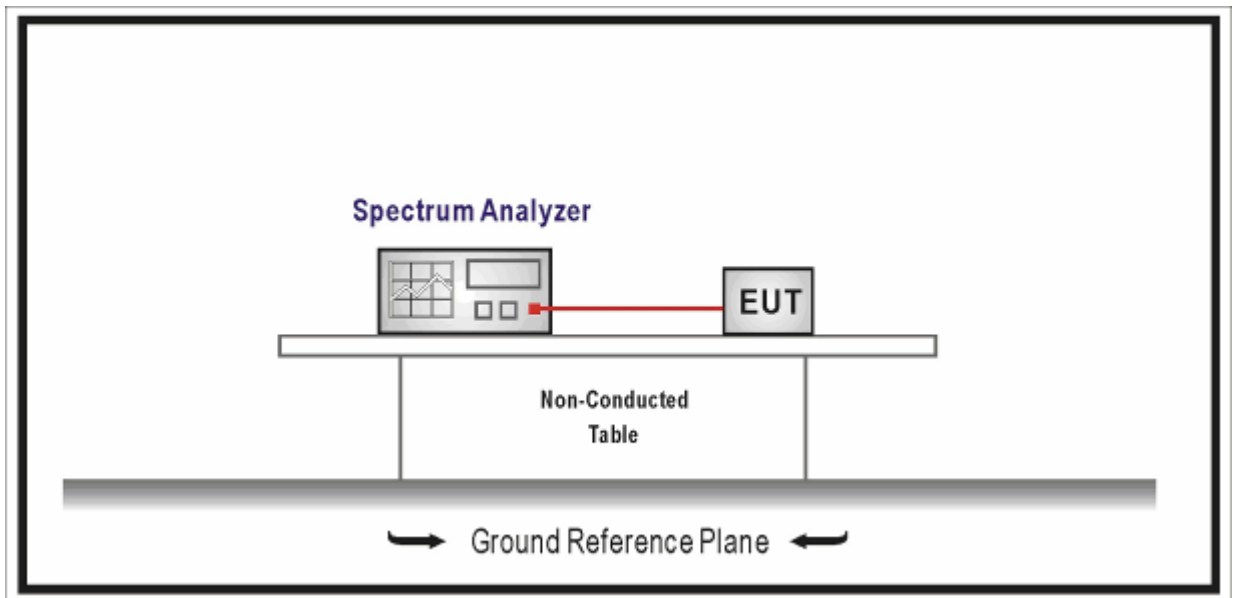 Spectrum Analyzer
EUT
Non-Conducted
Table
Ground Reference Plane